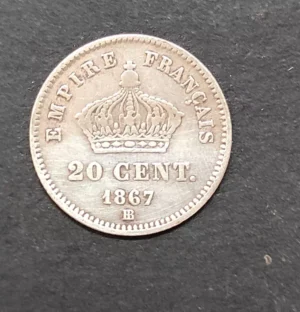 EMPIRE FRANÇAIS
20 CENT.
1867
BB